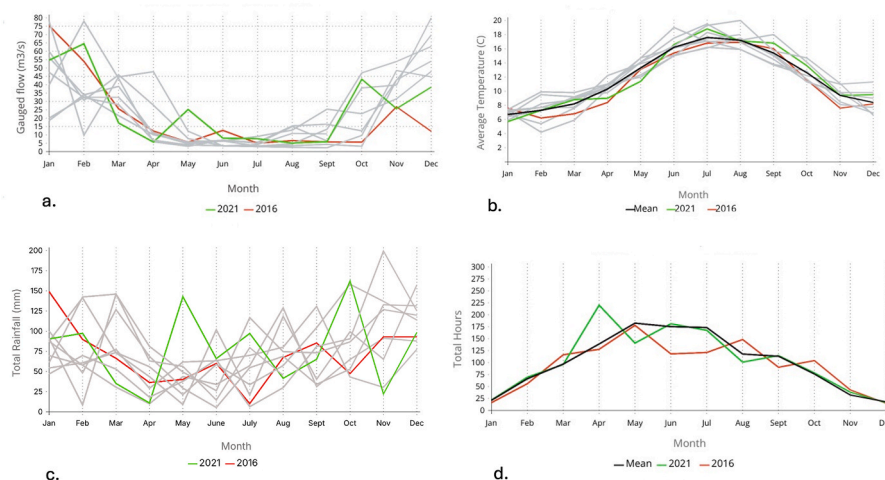 Gauged flow (m3/s)
80
75
70
65
60
55
50
45
40
35
30
25
20
15
10
5
0
Jan Feb Mar Apr May Jun Jul Aug Sept Oct Nov Dec
Month
a.
2021 2016
Average Temperature (C)
20
18
16
14
12
10
8
6
4
2
Jan Feb Mar Apr May Jun Jul Aug Sept Oct Nov Dec
Month
b.
Mean 2021 2016
Total Rainfall (mm)
200
175
150
125
100
75
50
25
0
Jan Feb Mar Apr May June Jul Aug Sept Oct Nov Dec
Month
c.
2021 2016
Total Hours
300
275
250
225
200
175
150
125
100
75
50
25
0
Jan Feb Mar Apr May Jun Jul Aug Sept Oct Nov
Month
d.
Mean 2021 2016